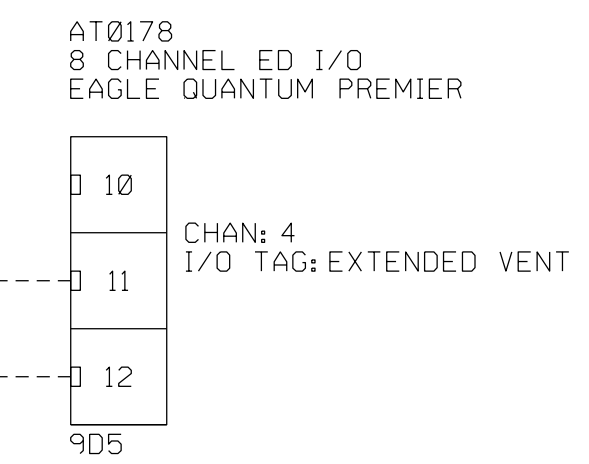 ATØ178
8 CHANNEL ED I/O
EAGLE QUANTUM PREMIER
1Ø
CHAN: 4
I/O TAG: EXTENDED VENT
11
12
9D5